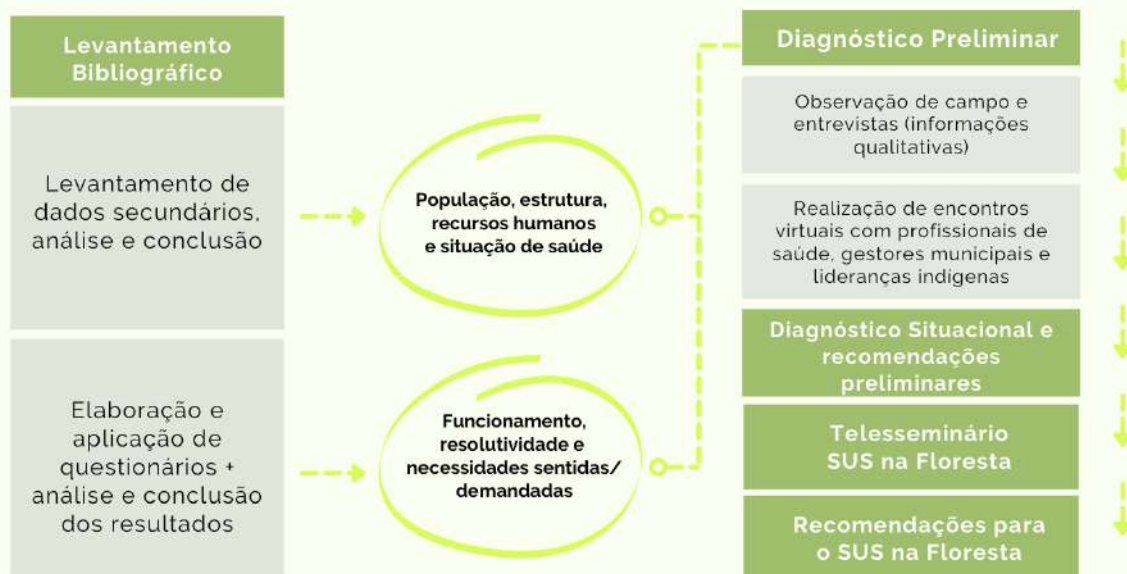 Levantamento
Bibliográfico
Levantamento de
dados secundários,
análise e conclusão
Elaboração e
aplicação de
questionários +
análise e conclusão
dos resultados
População, estrutura,
recursos humanos
e situação de saúde
Funcionamento,
resolutividade e
necessidades sentidas/
demandadas
Diagnóstico Preliminar
Observação de campo e
entrevistas (informações
qualitativas)
Realização de encontros
virtuais com profissionais de
saúde, gestores municipais e
lideranças indígenas
Diagnóstico Situacional e
recomendações
preliminares
Telesseminário
SUS na Floresta
Recomendações para
o SUS na Floresta